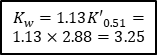 K_w = 1.13K'_0.51 =
1.13 × 2.88 = 3.25